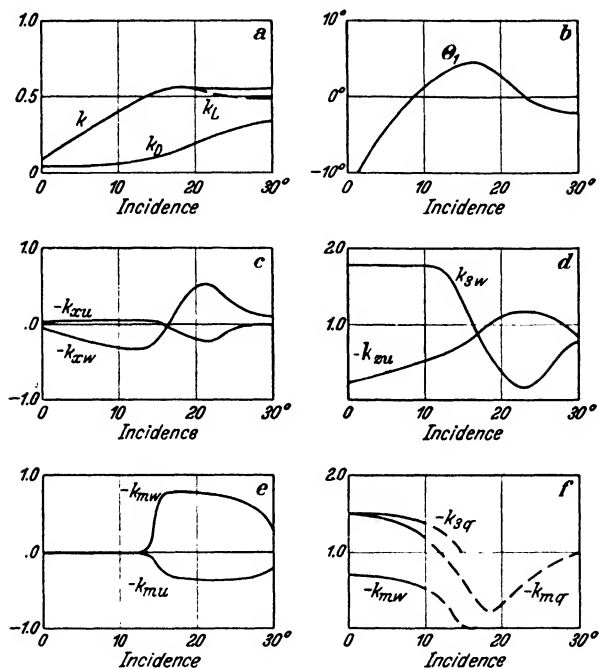 1.0
a
0.5
k
k_L
k_D
0
0 10 20 30°
Incidence
10°
b
Θ₁
0°
-10°
0 10 20 30°
Incidence
1.0
c
-k_xu
.0
-k_xw
-1.0
0 10 20 30°
Incidence
2.0
d
k_3w
1.0
-k_zu
0
0 10 20 30°
Incidence
1.0
e
-k_mw
.0
-k_mu
-1.0
0 10 20 30°
Incidence
2.0
f
-k_3q
1.0
-k_mw
-k_mq
0
0 10 20 30°
Incidence